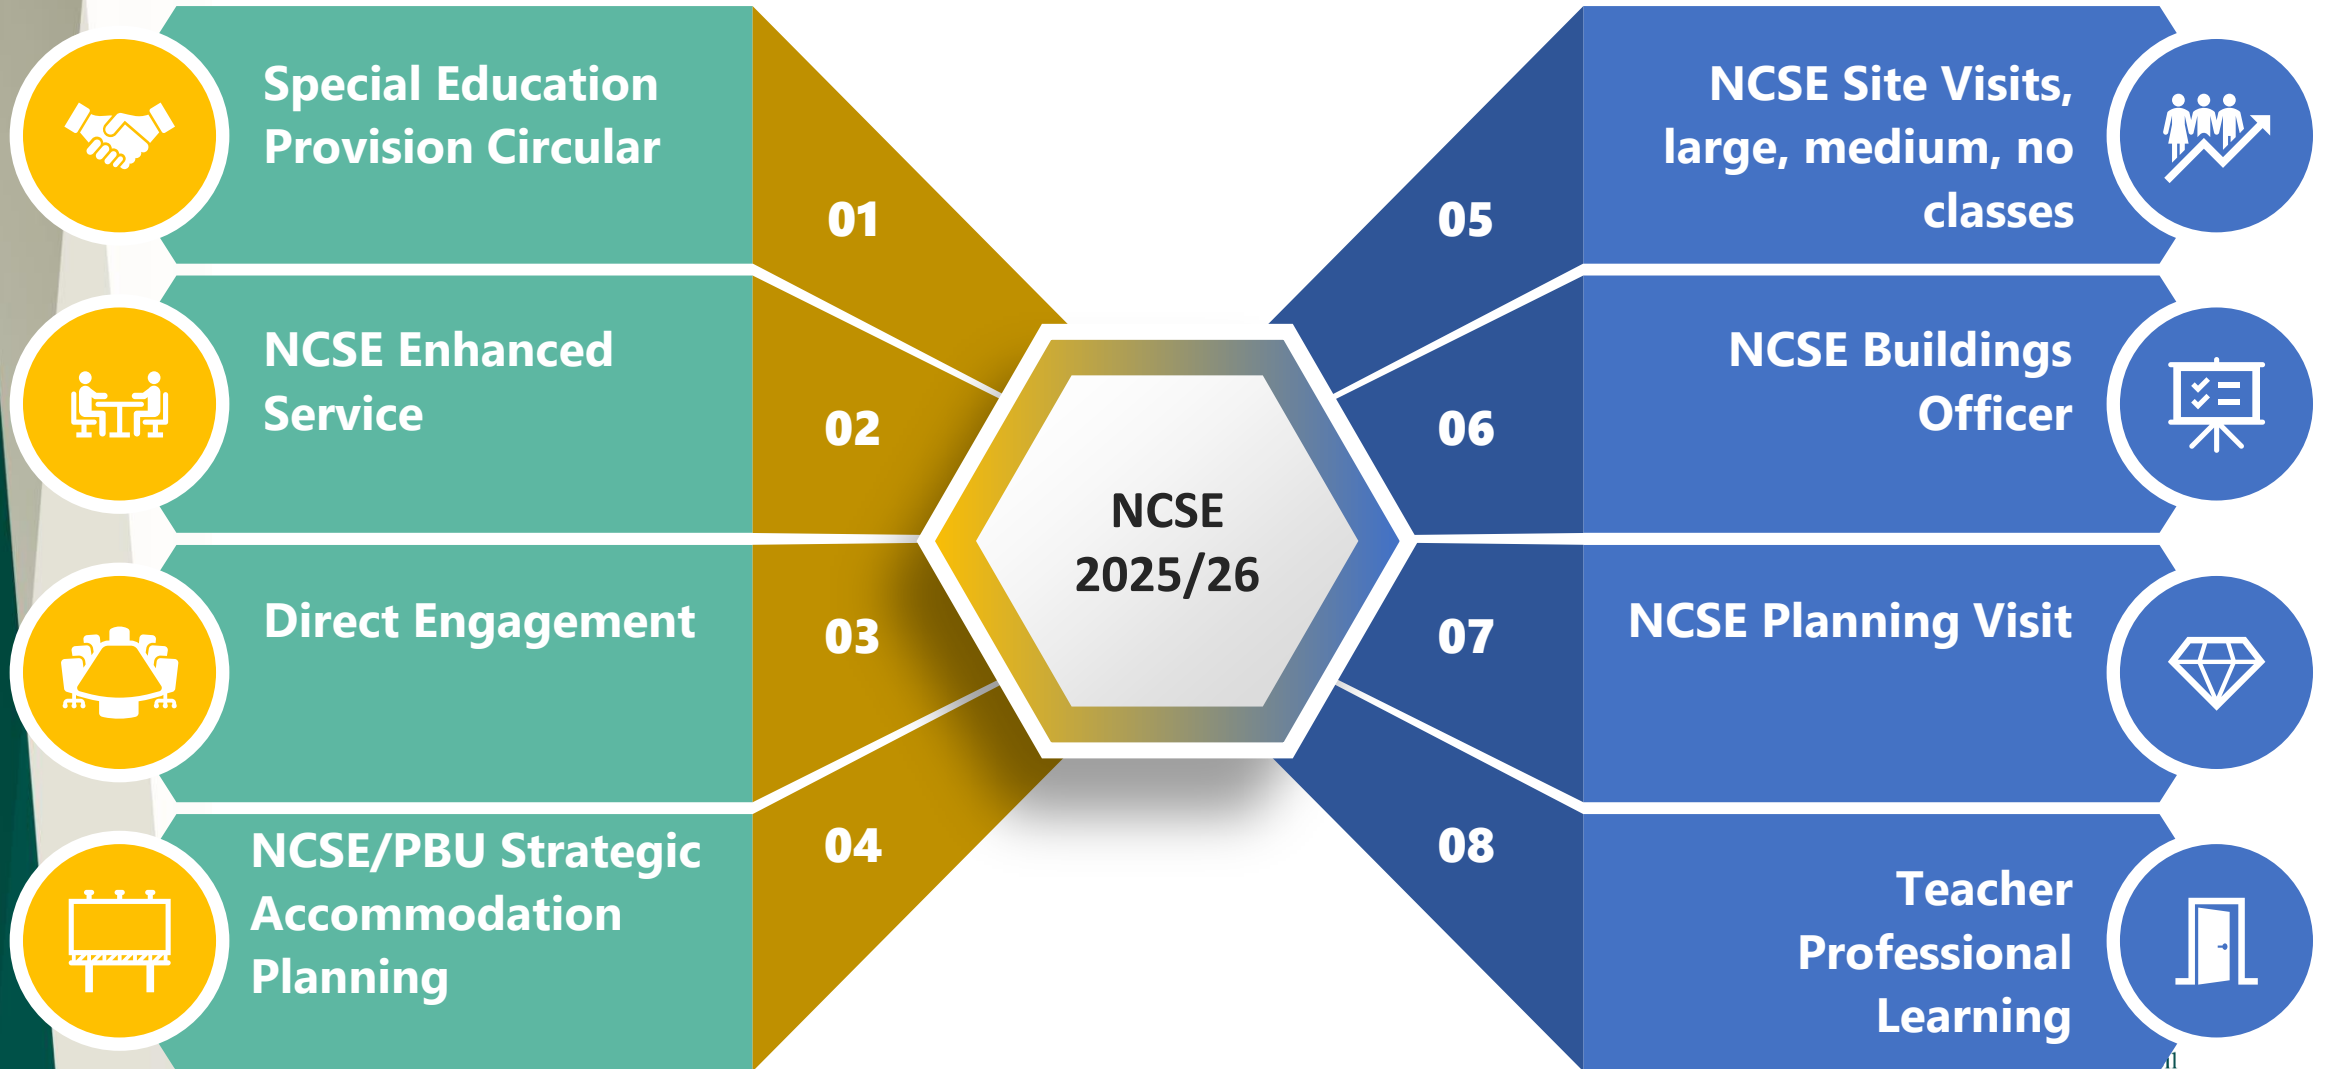 Special Education
Provision Circular
01
NCSE Enhanced
Service
02
Direct Engagement
03
NCSE/PBU Strategic
Accommodation
Planning
04
NCSE
2025/26
NCSE Site Visits,
large, medium, no
classes
05
NCSE Buildings
Officer
06
NCSE Planning Visit
07
Teacher
Professional
Learning
08